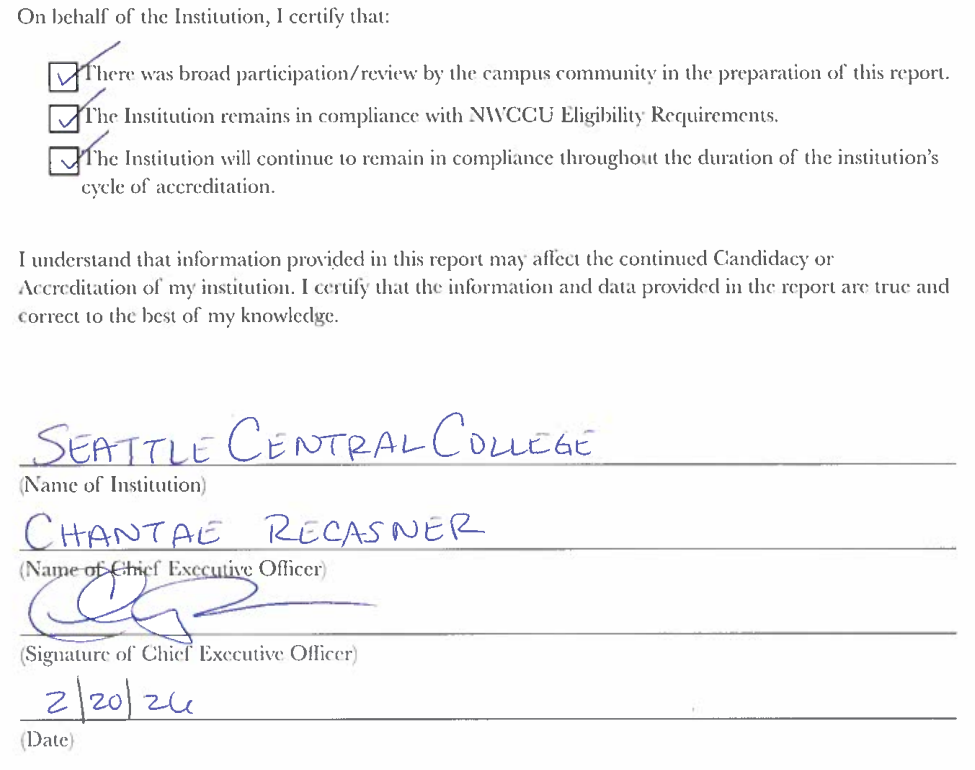 On behalf of the Institution, I certify that:
There was broad participation/review by the campus community in the preparation of this report.
The Institution remains in compliance with NWCCU Eligibility Requirements.
The Institution will continue to remain in compliance throughout the duration of the institution's
cycle of accreditation.
I understand that information provided in this report may affect the continued Candidacy or
Accreditation of my institution. I certify that the information and data provided in the report are true and
correct to the best of my knowledge.
SEATTLE CENTRAL COLLEGE
(Name of Institution)
CHANTAE RECASNER
(Name of Chief Executive Officer)
(Signature of Chief Executive Officer)
(Date)